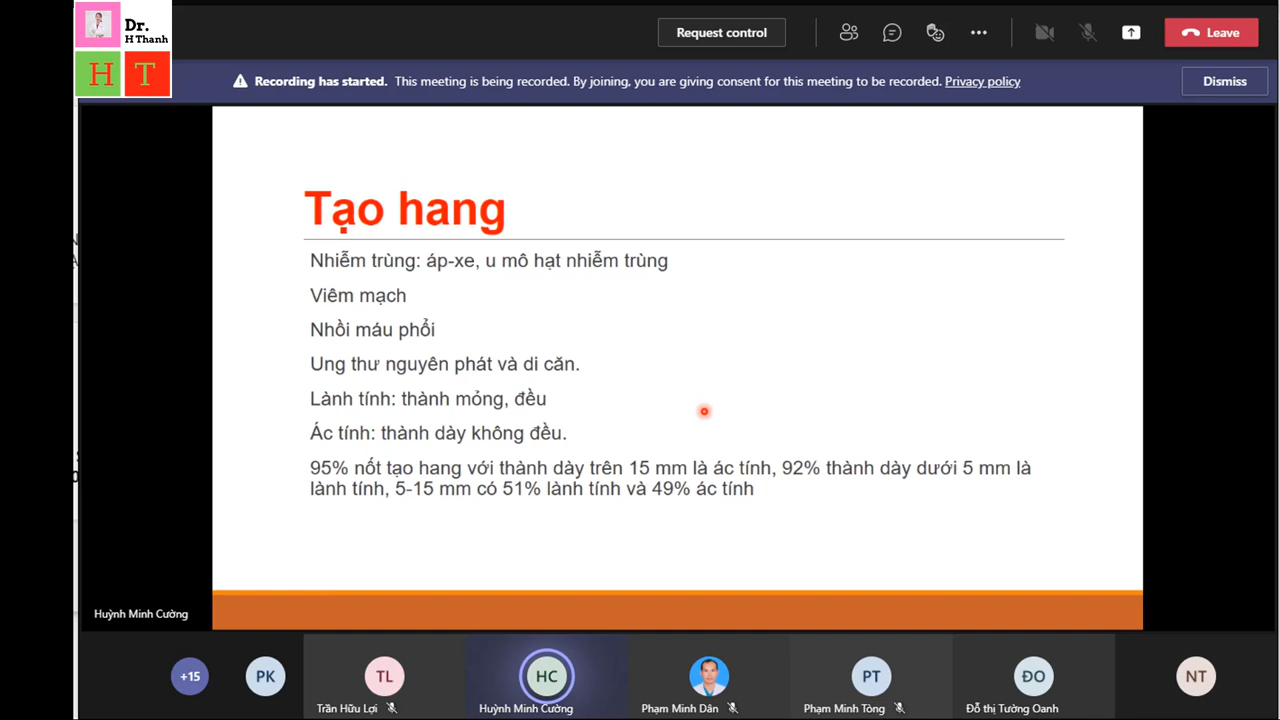 Dr.
H Thanh
H T
Request control
Leave
Recording has started. This meeting is being recorded. By joining, you are giving consent for this meeting to be recorded. Privacy policy
Dismiss
Tạo hang
Nhiễm trùng: áp-xe, u mô hạt nhiễm trùng
Viêm mạch
Nhồi máu phổi
Ung thư nguyên phát và di căn.
Lành tính: thành mỏng, đều
Ác tính: thành dày không đều.
95% nốt tạo hang với thành dày trên 15 mm là ác tính, 92% thành dày dưới 5 mm là
lành tính, 5-15 mm có 51% lành tính và 49% ác tính
Huỳnh Minh Cường
+15
PK
TL
HC
PT
ĐO
NT
Trần Hữu Lợi
Huỳnh Minh Cường
Phạm Minh Dân
Phạm Minh Tòng
Đỗ thị Tường Oanh